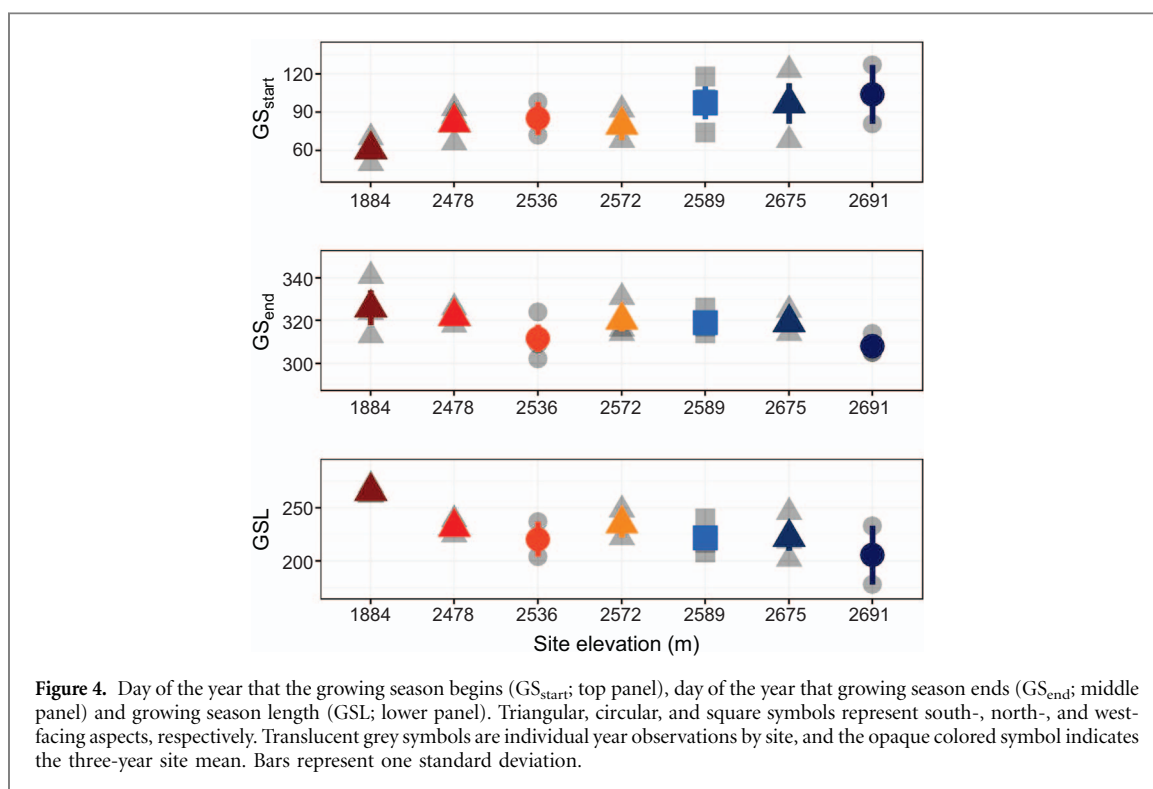 GSstart
120
90
60
1884 2478 2536 2572 2589 2675 2691
GSend
340
320
300
1884 2478 2536 2572 2589 2675 2691
GSL
250
200
1884 2478 2536 2572 2589 2675 2691
Site elevation (m)
Figure 4. Day of the year that the growing season begins (GSstart; top panel), day of the year that growing season ends (GSend; middle
panel) and growing season length (GSL; lower panel). Triangular, circular, and square symbols represent south-, north-, and west-
facing aspects, respectively. Translucent grey symbols are individual year observations by site, and the opaque colored symbol indicates
the three-year site mean. Bars represent one standard deviation.